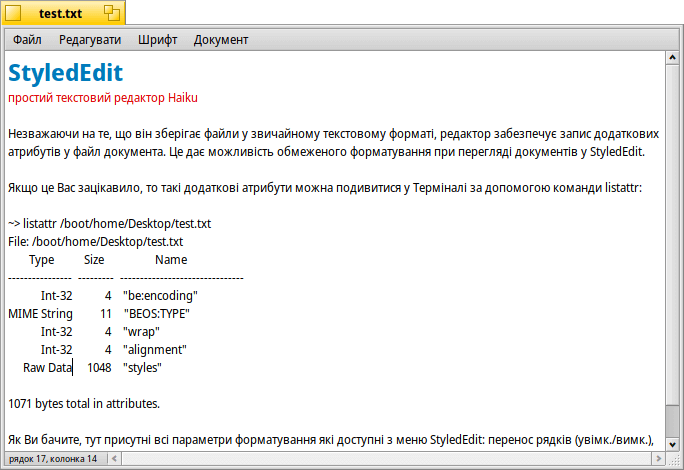 test.txt
Файл Редагувати Шрифт Документ
StyledEdit
простий текстовий редактор Haiku
Незважаючи на те, що він зберігає файли у звичайному текстовому форматі, редактор забезпечує запис додаткових
атрибутів у файл документа. Це дає можливість обмеженого форматування при перегляді документів у StyledEdit.
Якщо це Вас зацікавило, то такі додаткові атрибути можна подивитися у Терміналі за допомогою команди listattr:
~> listattr /boot/home/Desktop/test.txt
File: /boot/home/Desktop/test.txt
Type Size Name
---------------- --------- -------------------------------
Int-32 4 "be:encoding"
MIME String 11 "BEOS:TYPE"
Int-32 4 "wrap"
Int-32 4 "alignment"
Raw Data 1048 "styles"
1071 bytes total in attributes.
Як Ви бачите, тут присутні всі параметри форматування які доступні з меню StyledEdit: перенос рядків (увімк./вимк.),
рядок 17, колонка 14